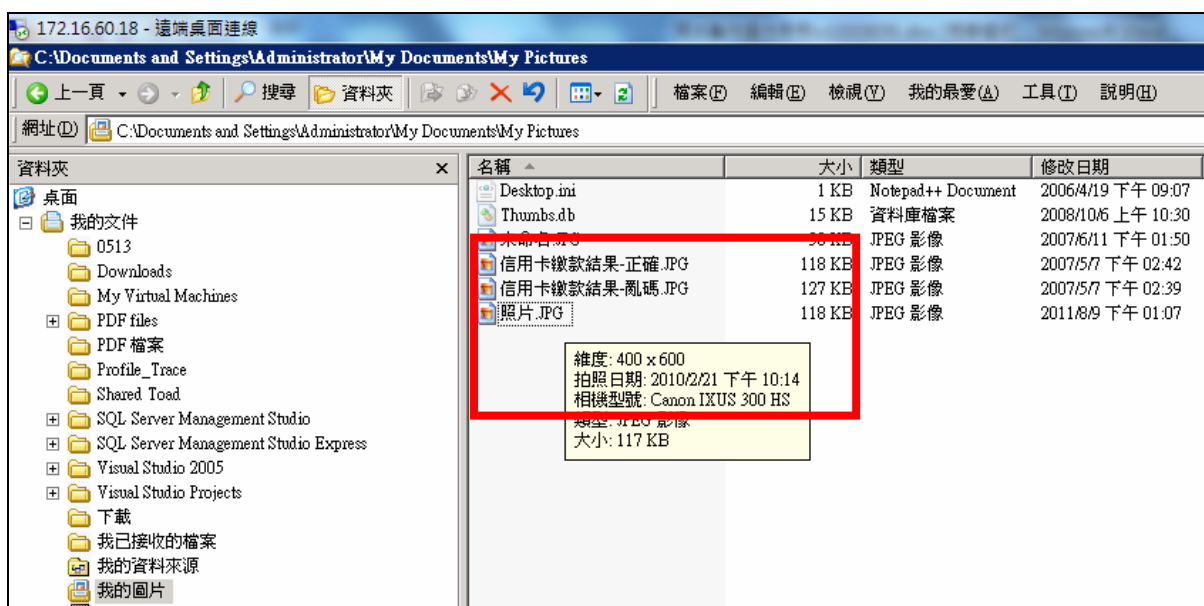 172.16.60.18 - 遠端桌面連線
C:\Documents and Settings\Administrator\My Documents\My Pictures
上一頁 搜尋 資料夾 檔案(F) 編輯(E) 檢視(V) 我的最愛(A) 工具(T) 說明(H)
網址(D) C:\Documents and Settings\Administrator\My Documents\My Pictures
資料夾 x 名稱 大小 類型 修改日期
桌面
我的文件
0513
Downloads
My Virtual Machines
PDF files
PDF 檔案
Profile_Trace
Shared Toad
SQL Server Management Studio
SQL Server Management Studio Express
Visual Studio 2005
Visual Studio Projects
下載
我已接收的檔案
我的資料來源
我的圖片
Desktop.ini 1 KB Notepad++ Document 2006/4/19 下午 09:07
Thumbs.db 15 KB 資料庫檔案 2008/10/6 上午 10:30
未命名.JPG 98 KB JPEG 影像 2007/6/11 下午 01:50
信用卡繳款結果-正確.JPG 118 KB JPEG 影像 2007/5/7 下午 02:42
信用卡繳款結果-亂碼.JPG 127 KB JPEG 影像 2007/5/7 下午 02:39
照片.JPG 118 KB JPEG 影像 2011/8/9 下午 01:07
維度: 400 x 600
拍照日期: 2010/2/21 下午 10:14
相機型號: Canon IXUS 300 HS
類型: JPEG 影像
大小: 117 KB